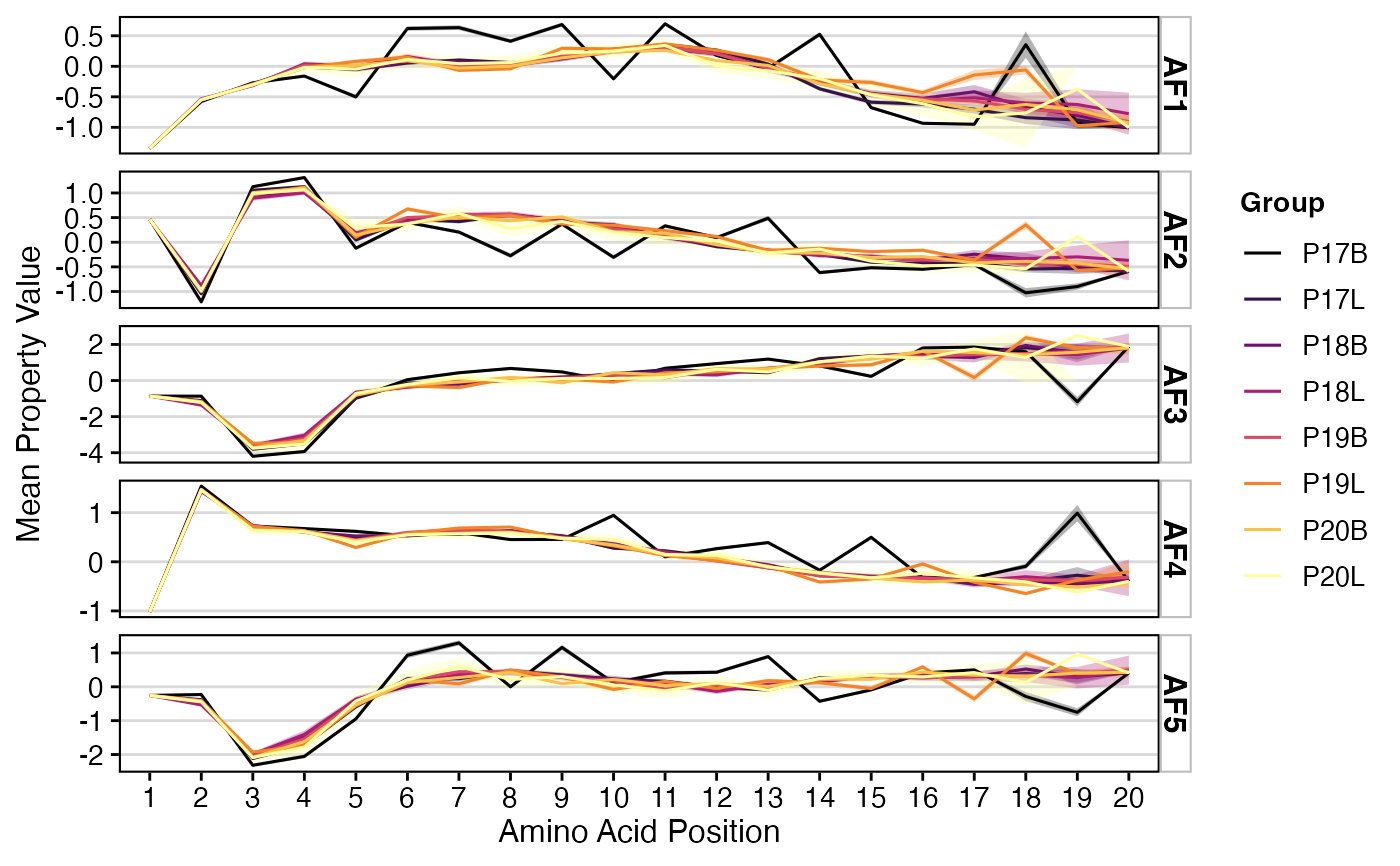 Mean Property Value
0.5
0.0
-0.5
-1.0
AF1
1.0
0.5
0.0
-0.5
-1.0
AF2
2
0
-2
-4
AF3
1
0
-1
AF4
1
0
-1
-2
AF5
1 2 3 4 5 6 7 8 9 10 11 12 13 14 15 16 17 18 19 20
Amino Acid Position
Group
P17B
P17L
P18B
P18L
P19B
P19L
P20B
P20L